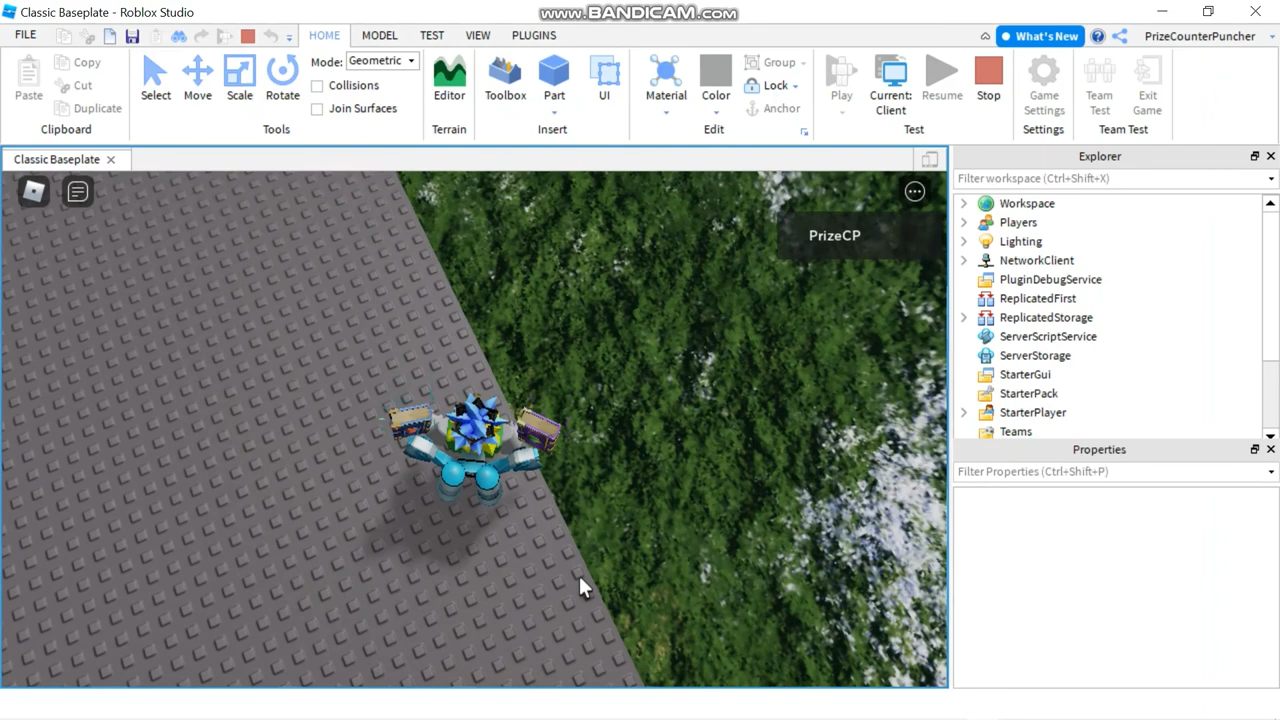 Classic Baseplate - Roblox Studio
www.BANDICAM.com
FILE
HOME
MODEL
TEST
VIEW
PLUGINS
What's New
PrizeCounterPuncher
Paste
Copy
Cut
Duplicate
Clipboard
Select
Move
Scale
Rotate
Mode: Geometric
Collisions
Join Surfaces
Tools
Editor
Terrain
Toolbox
Part
UI
Insert
Material
Color
Group
Lock
Anchor
Edit
Play
Current:
Client
Resume
Stop
Test
Game
Settings
Settings
Team
Test
Exit
Game
Team Test
Classic Baseplate
PrizeCP
Explorer
Filter workspace (Ctrl+Shift+X)
Workspace
Players
Lighting
NetworkClient
PluginDebugService
ReplicatedFirst
ReplicatedStorage
ServerScriptService
ServerStorage
StarterGui
StarterPack
StarterPlayer
Teams
Properties
Filter Properties (Ctrl+Shift+P)